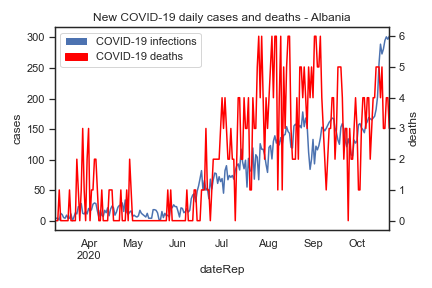 New COVID-19 daily cases and deaths - Albania
COVID-19 infections
COVID-19 deaths
300
250
200
150
100
50
0
cases
6
5
4
3
2
1
0
deaths
Apr May Jun Jul Aug Sep Oct
2020
dateRep